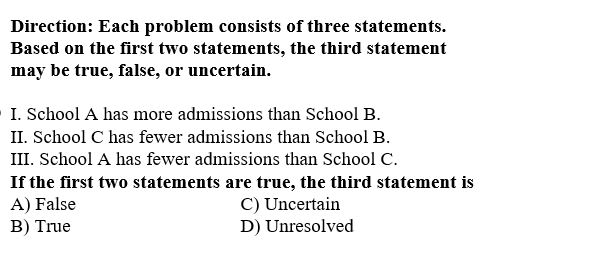 Direction: Each problem consists of three statements.
Based on the first two statements, the third statement
may be true, false, or uncertain.
I. School A has more admissions than School B.
II. School C has fewer admissions than School B.
III. School A has fewer admissions than School C.
If the first two statements are true, the third statement is
A) False C) Uncertain
B) True D) Unresolved